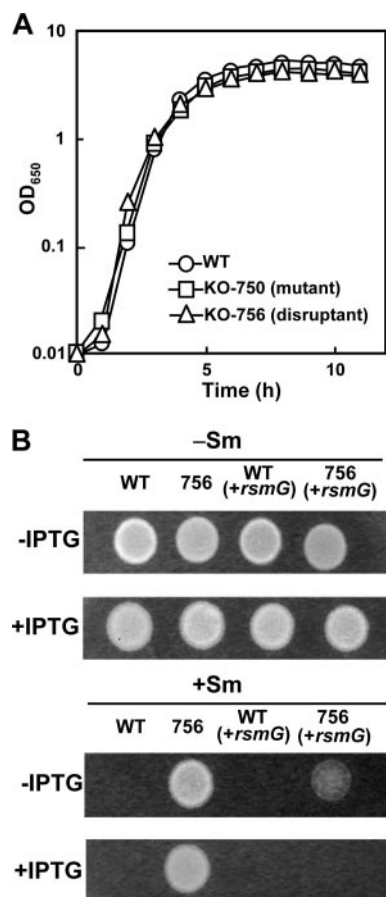 A
10
1
0.1
0.01
OD650
0 5 10
Time (h)
WT
KO-750 (mutant)
KO-756 (disruptant)
B
–Sm
WT 756 WT (+rsmG) 756 (+rsmG)
-IPTG
+IPTG
+Sm
WT 756 WT (+rsmG) 756 (+rsmG)
-IPTG
+IPTG